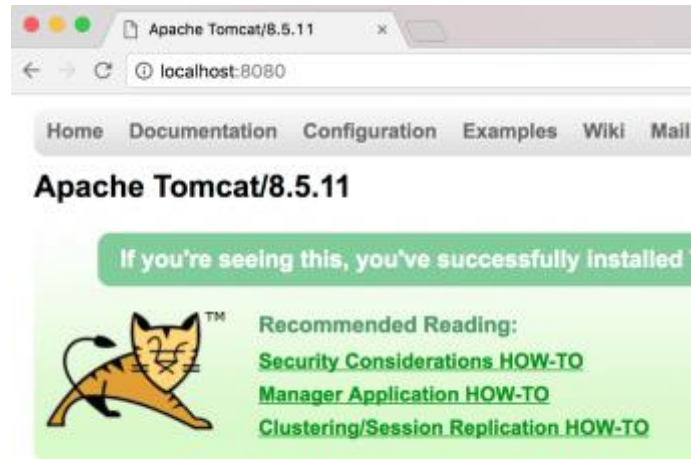 Apache Tomcat/8.5.11
localhost:8080
Home Documentation Configuration Examples Wiki Mail
Apache Tomcat/8.5.11
If you're seeing this, you've successfully installed
TM
Recommended Reading:
Security Considerations HOW-TO
Manager Application HOW-TO
Clustering/Session Replication HOW-TO